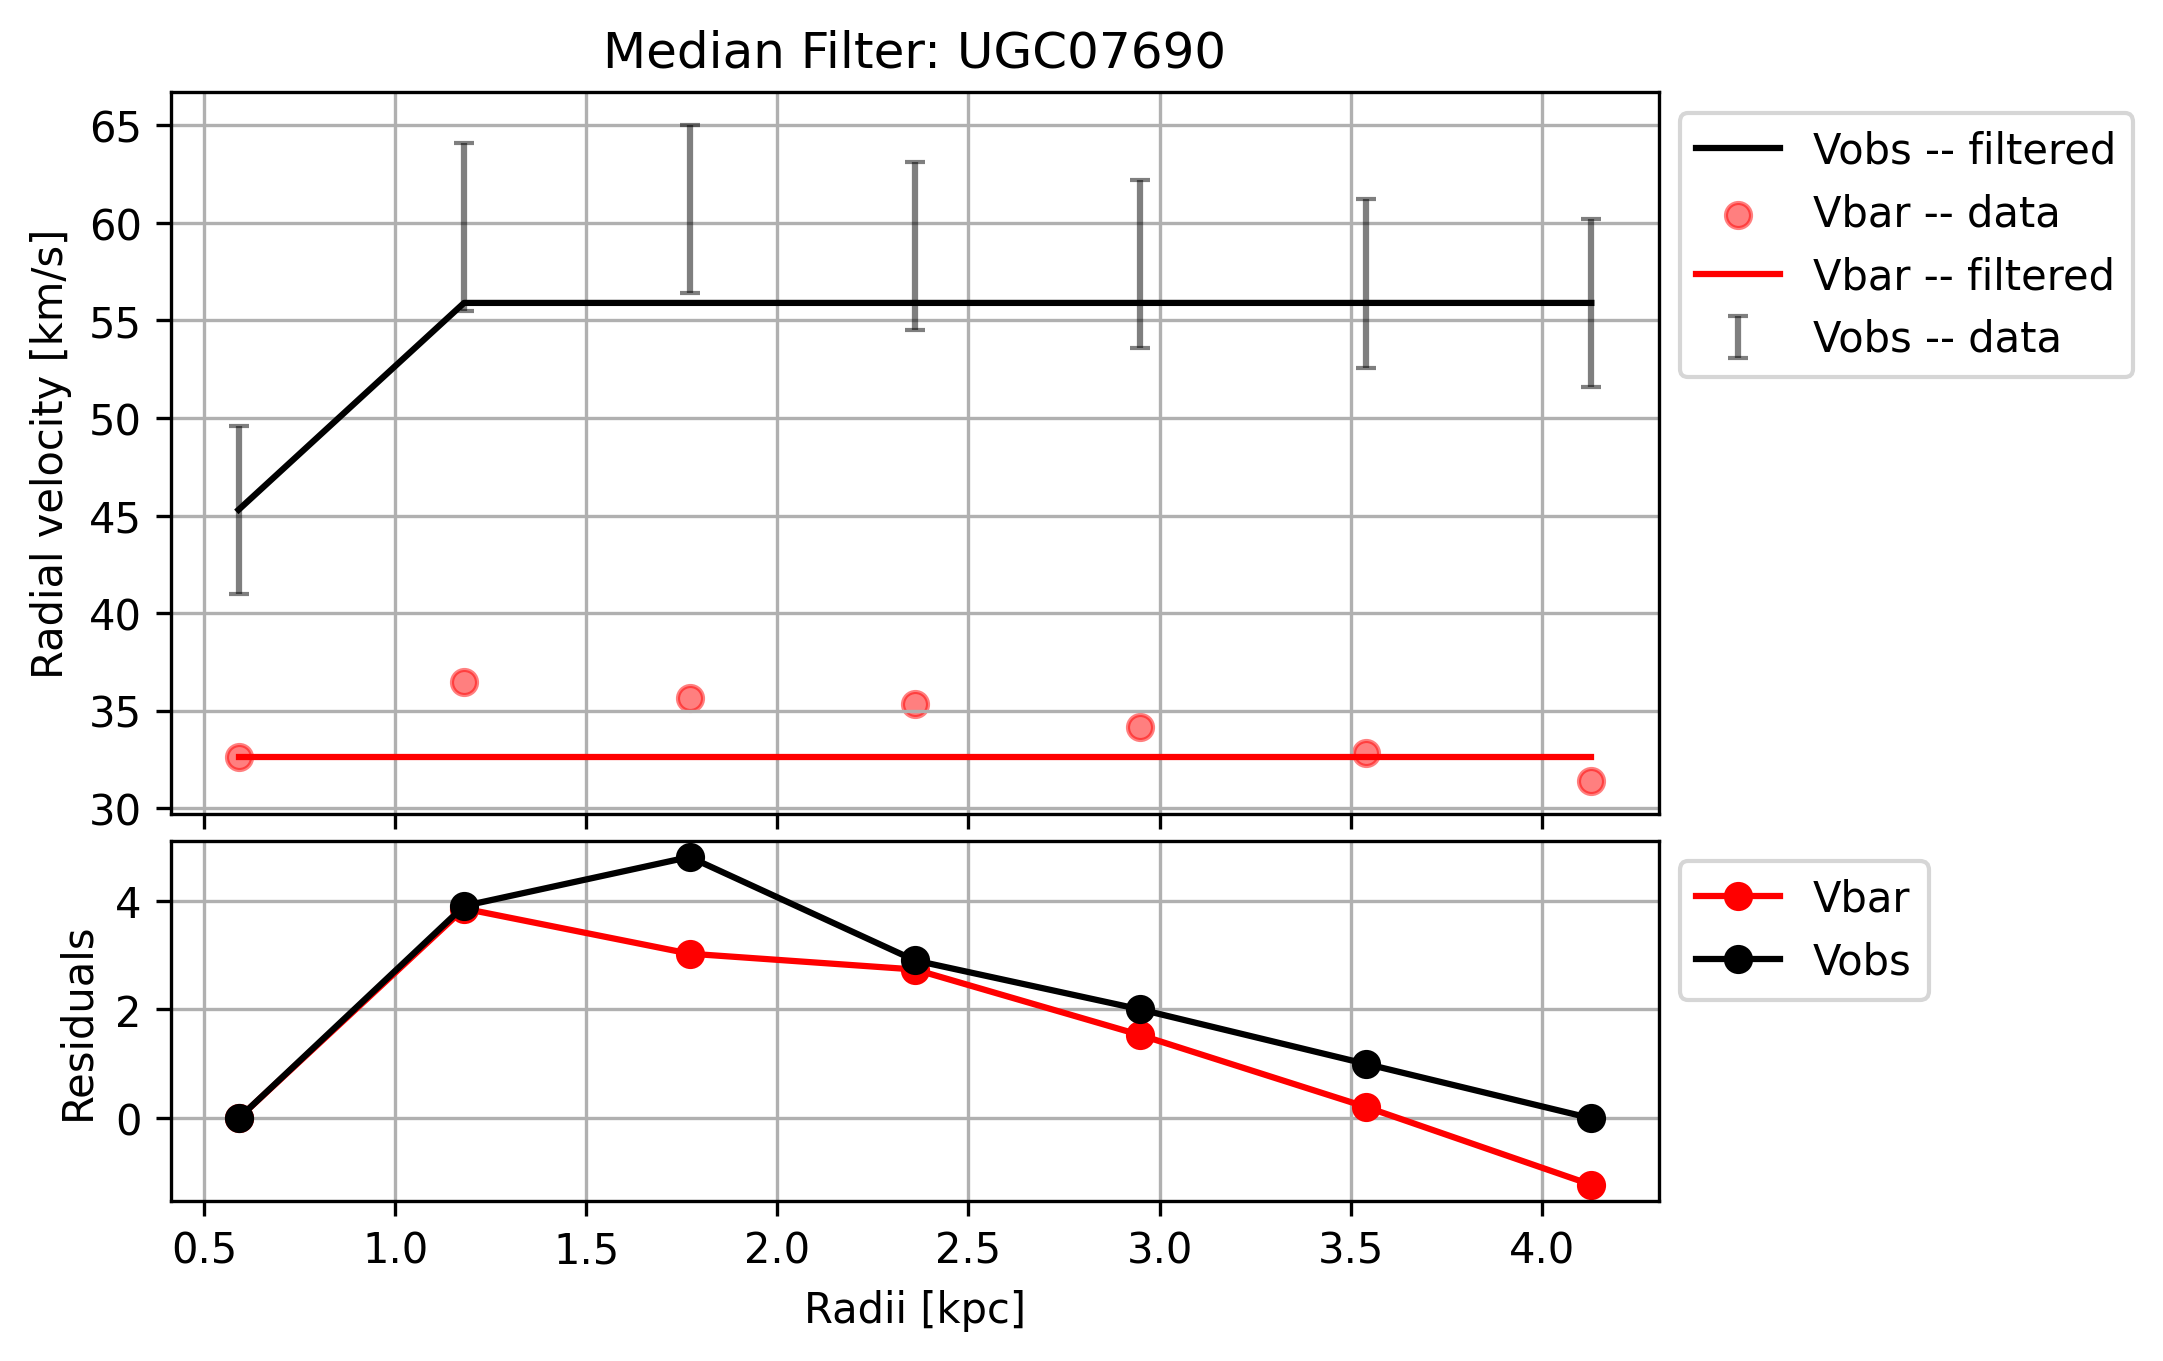 Median Filter: UGC07690
Radial velocity [km/s]
65
60
55
50
45
40
35
30
Vobs -- filtered
Vbar -- data
Vbar -- filtered
Vobs -- data
Residuals
4
2
0
Vbar
Vobs
0.5 1.0 1.5 2.0 2.5 3.0 3.5 4.0
Radii [kpc]